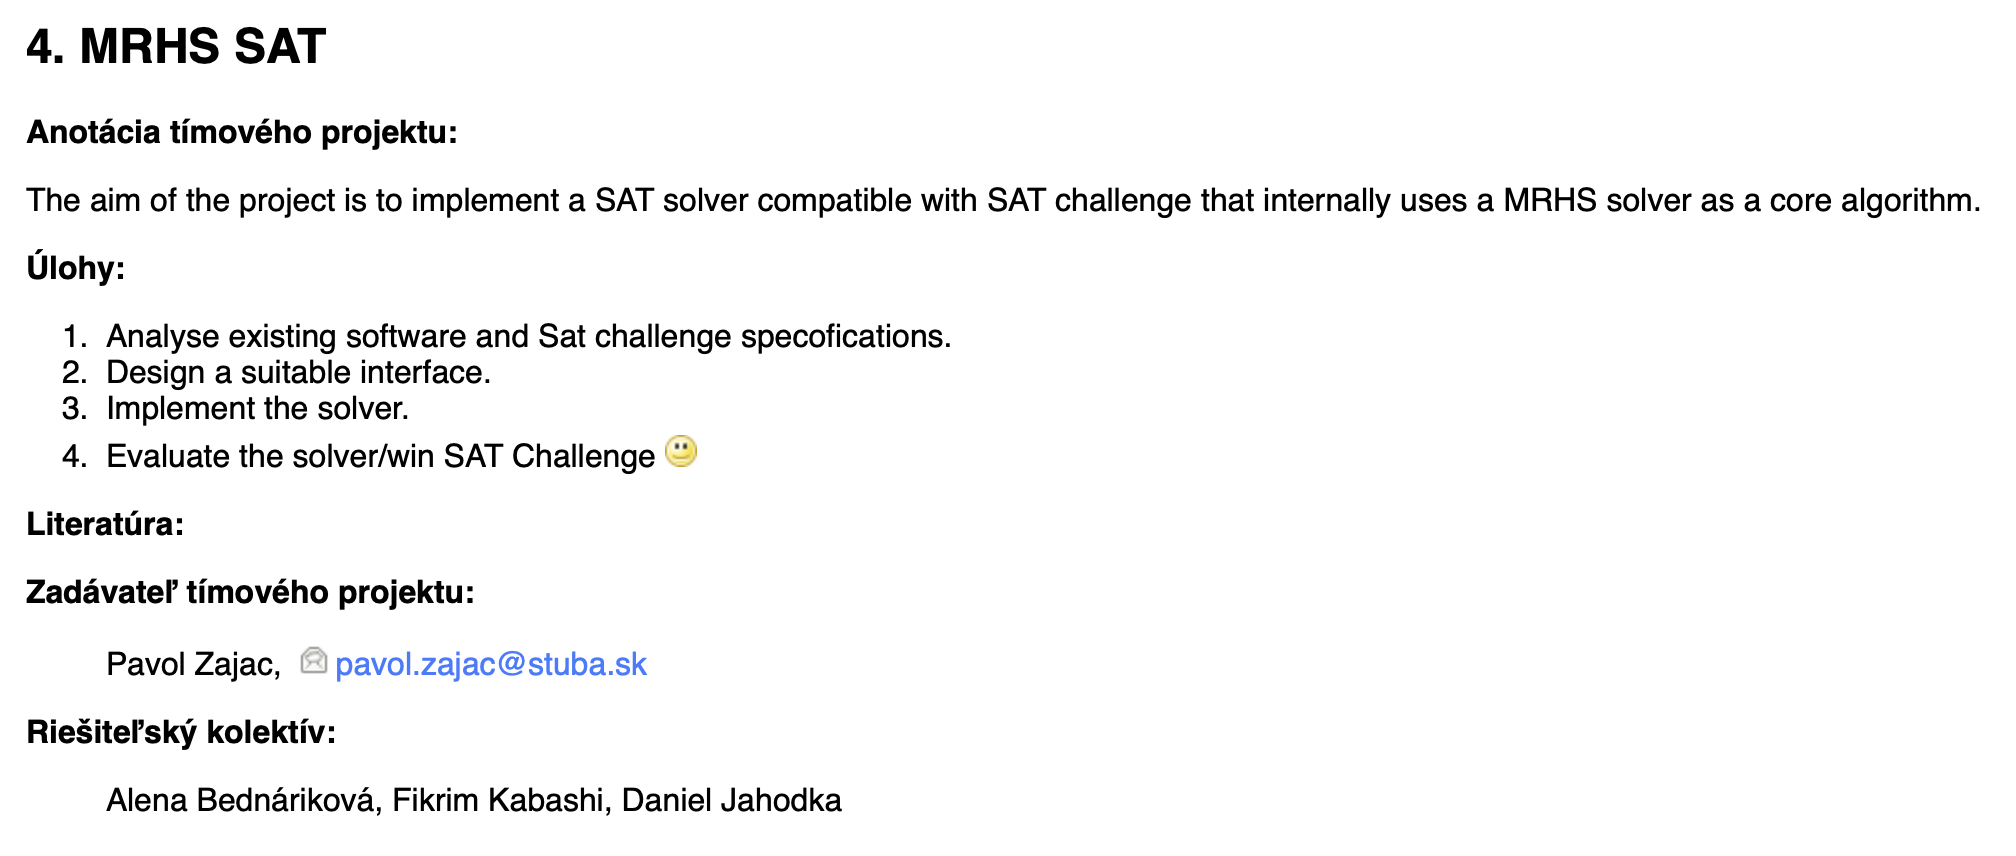 4. MRHS SAT
Anotácia tímového projektu:
The aim of the project is to implement a SAT solver compatible with SAT challenge that internally uses a MRHS solver as a core algorithm.
Úlohy:
1. Analyse existing software and Sat challenge specofications.
2. Design a suitable interface.
3. Implement the solver.
4. Evaluate the solver/win SAT Challenge
Literatúra:
Zadávateľ tímového projektu:
Pavol Zajac, pavol.zajac@stuba.sk
Riešiteľský kolektív:
Alena Bednáriková, Fikrim Kabashi, Daniel Jahodka